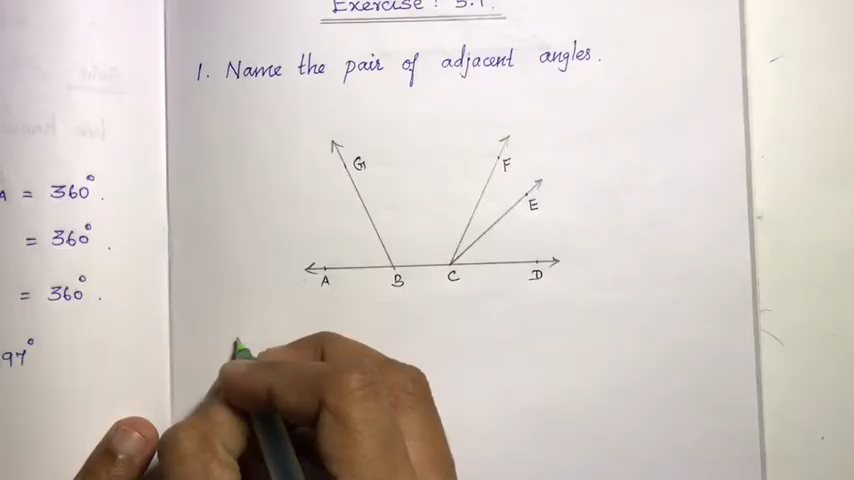 Exercise : 5.1.
1. Name the pair of adjacent angles.
G
F
E
A B C D
A = 360°.
= 360°.
= 360°.
97°